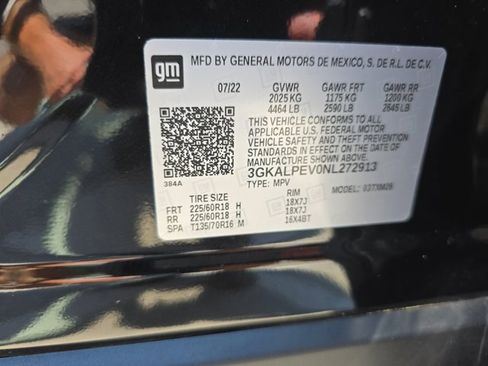 gm
MFD BY GENERAL MOTORS DE MEXICO, S. DE R.L. DE C.V.
07/22 GVWR GAWR FRT GAWR RR
2025 KG 1175 KG 1200 KG
4464 LB 2590 LB 2645 LB
THIS VEHICLE CONFORMS TO ALL
APPLICABLE U.S. FEDERAL MOTOR
VEHICLE SAFETY AND THEFT PREVENTION
STANDARDS IN EFFECT ON THE DATE OF
MANUFACTURE SHOWN ABOVE.
3GKALPEV0NL272913
TYPE: MPV MODEL: 03TXM26
384A
TIRE SIZE RIM
FRT 225/60R18 H 18X7J
RR 225/60R18 H 18X7J
SPA T135/70R16 M 16X4BT